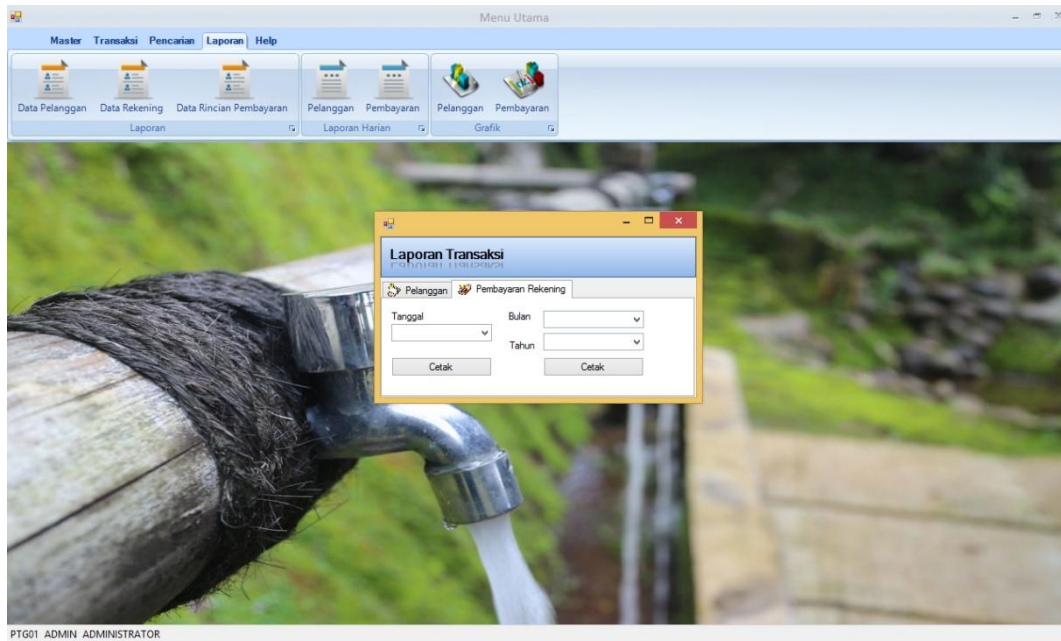 Menu Utama
Master Transaksi Pencarian Laporan Help
Data Pelanggan Data Rekening Data Rincian Pembayaran Pelanggan Pembayaran Pelanggan Pembayaran
Laporan Laporan Harian Grafik
Laporan Transaksi
Pelanggan Pembayaran Rekening
Tanggal Bulan
Tahun
Cetak Cetak
PTG01 ADMIN ADMINISTRATOR